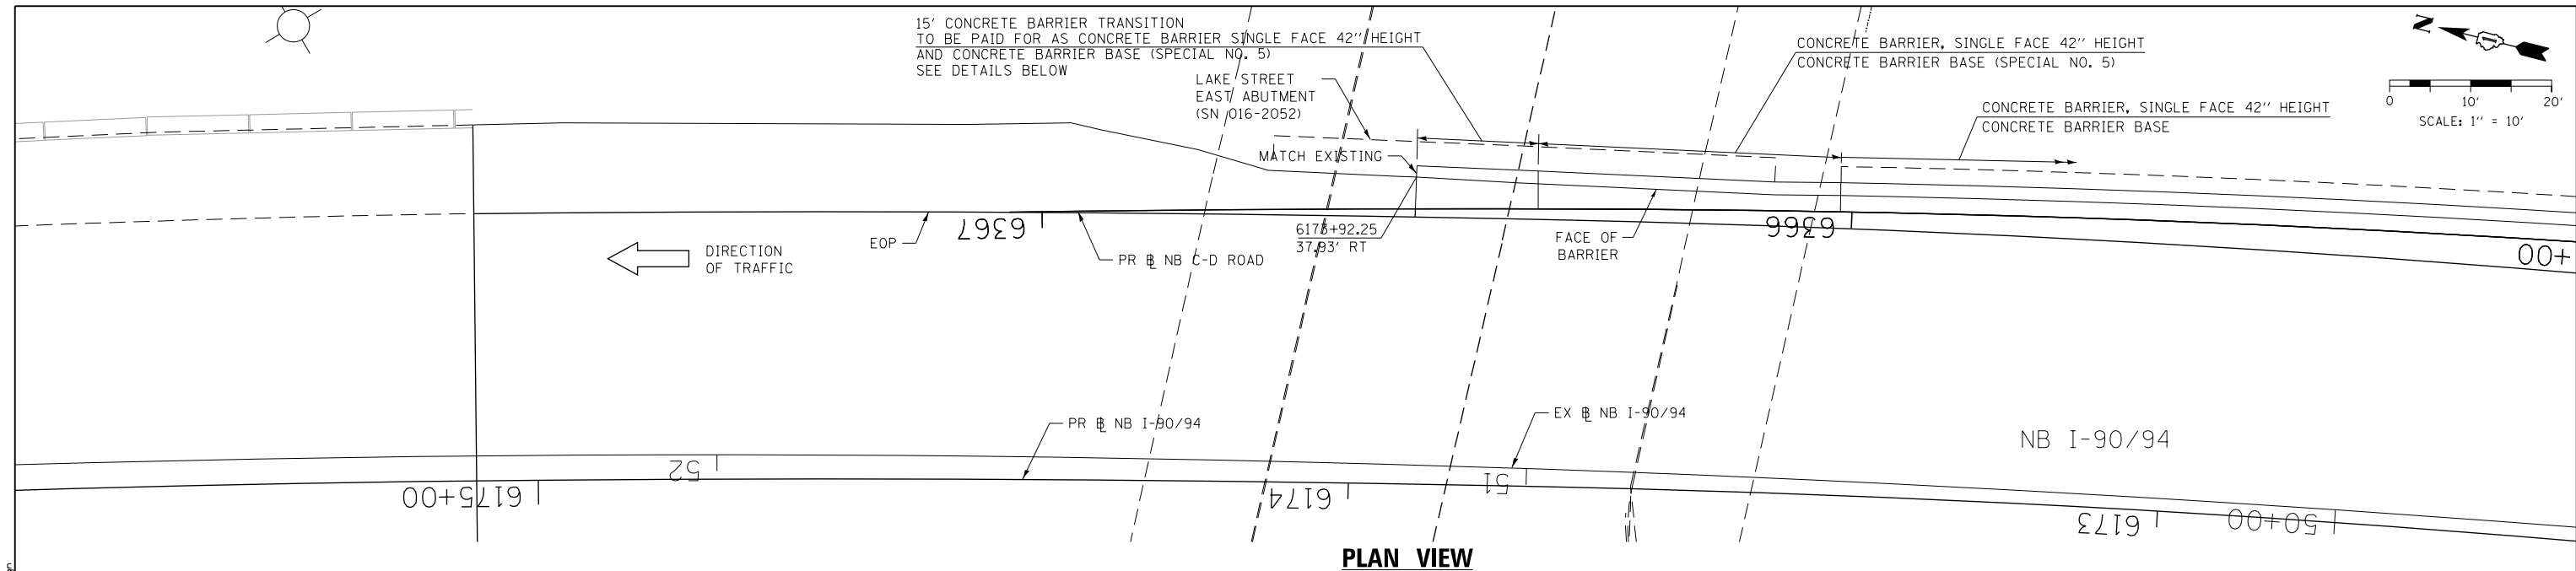 15' CONCRETE BARRIER TRANSITION
TO BE PAID FOR AS CONCRETE BARRIER SINGLE FACE 42'' HEIGHT
AND CONCRETE BARRIER BASE (SPECIAL NO. 5)
SEE DETAILS BELOW
LAKE STREET
EAST ABUTMENT
(SN 016-2052)
MATCH EXISTING
CONCRETE BARRIER, SINGLE FACE 42'' HEIGHT
CONCRETE BARRIER BASE (SPECIAL NO. 5)
CONCRETE BARRIER, SINGLE FACE 42'' HEIGHT
CONCRETE BARRIER BASE
N
0 10' 20'
SCALE: 1'' = 10'
DIRECTION
OF TRAFFIC
EOP
6367
PR ℄ NB C-D ROAD
6173+92.25
37.93' RT
FACE OF
BARRIER
6366
+00
PR ℄ NB I-90/94
EX ℄ NB I-90/94
NB I-90/94
6175+00
52
6174
51
6173
50+00
PLAN VIEW